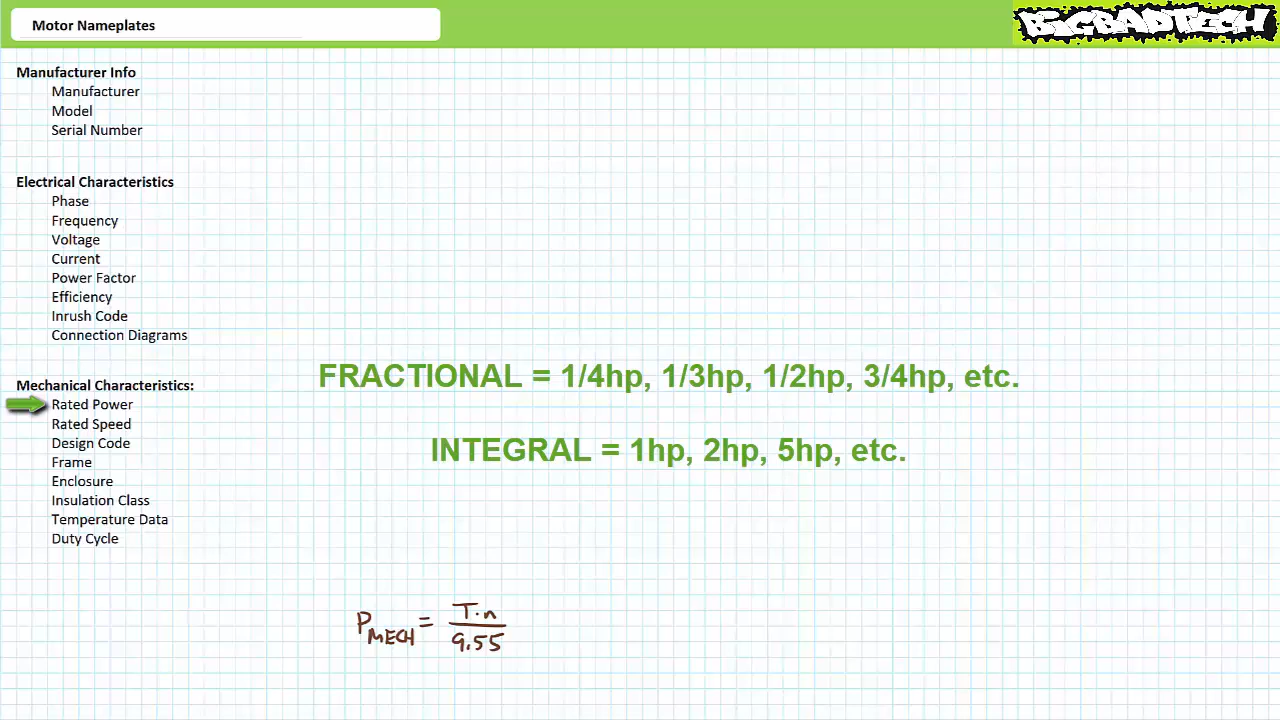 Motor Nameplates
BIGBADTECH
Manufacturer Info
Manufacturer
Model
Serial Number
Electrical Characteristics
Phase
Frequency
Voltage
Current
Power Factor
Efficiency
Inrush Code
Connection Diagrams
Mechanical Characteristics:
Rated Power
Rated Speed
Design Code
Frame
Enclosure
Insulation Class
Temperature Data
Duty Cycle
FRACTIONAL = 1/4hp, 1/3hp, 1/2hp, 3/4hp, etc.
INTEGRAL = 1hp, 2hp, 5hp, etc.
P_MECH = T·n / 9.55